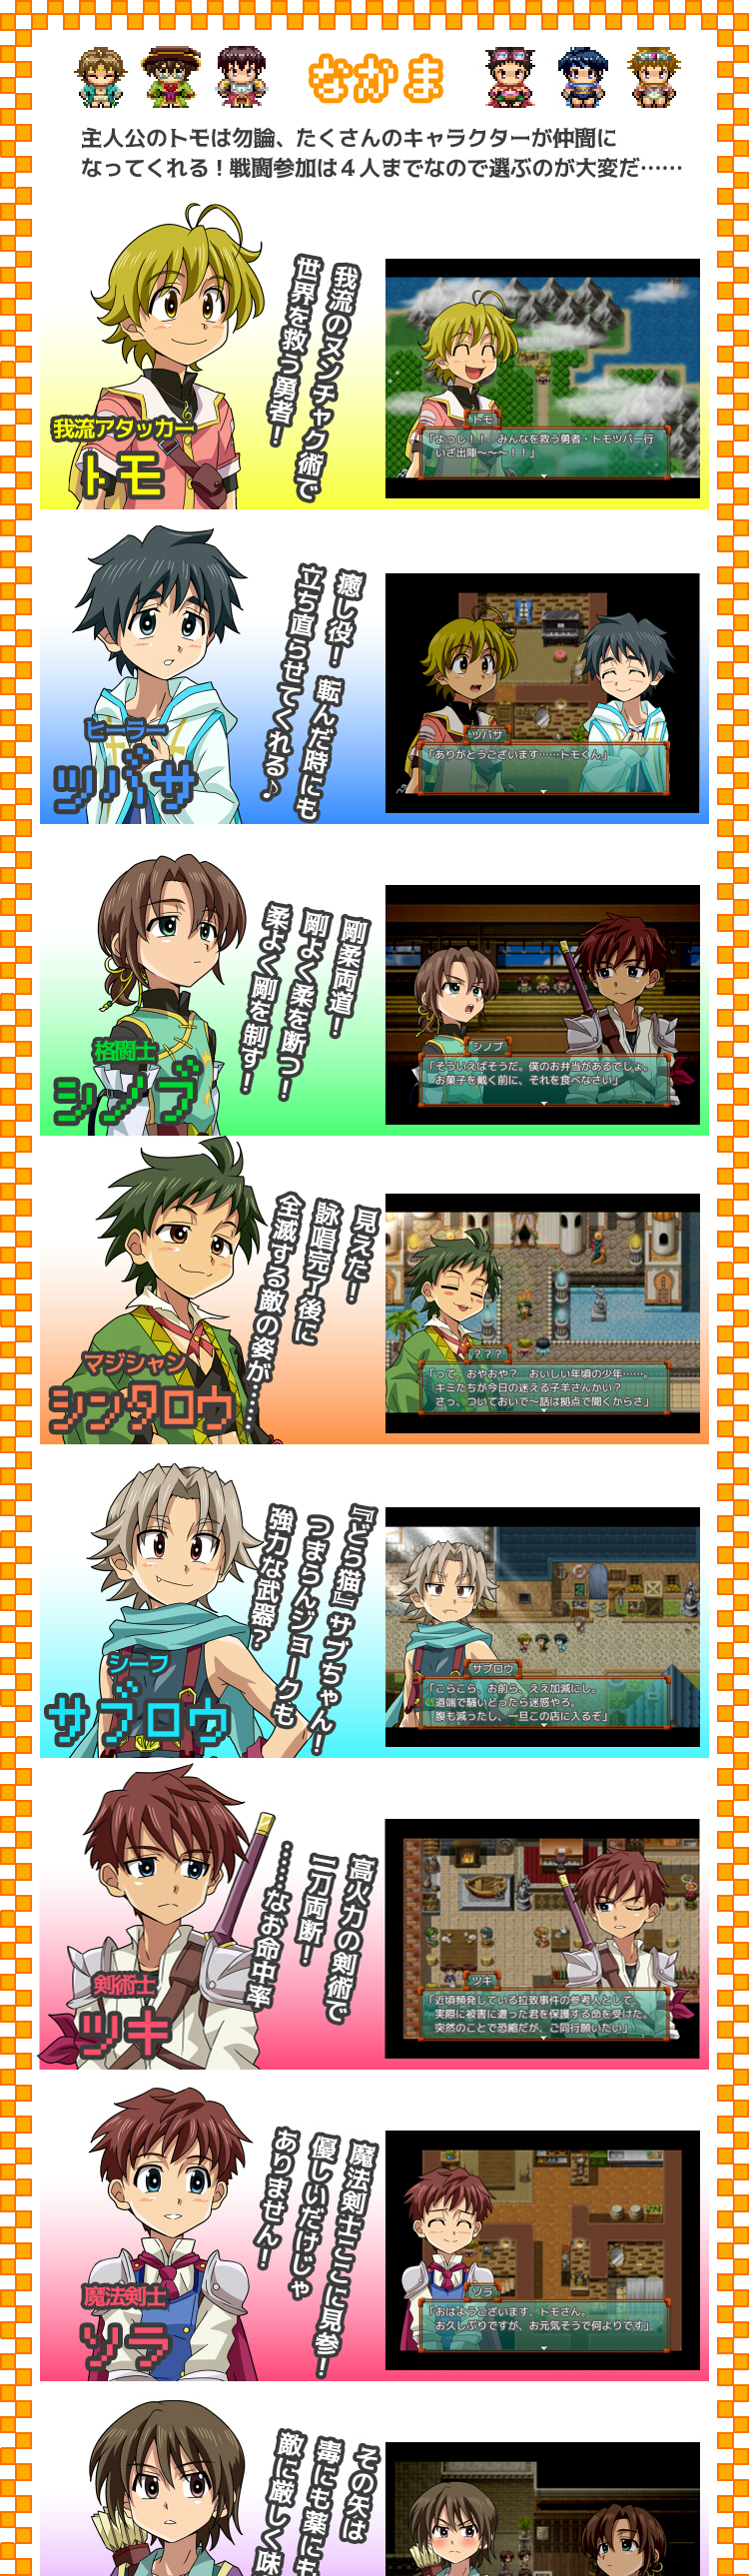 なかま
主人公のトモは勿論、たくさんのキャラクターが仲間に
なってくれる！戦闘参加は４人までなので選ぶのが大変だ……
我流のヌンチャク術で
世界を救う勇者！
我流アタッカー
トモ
トモ
「よっし！！　みんなを救う勇者・トモツバ一行
いざ出陣～～～！！」
癒し役！ 転んだ時にも
立ち直らせてくれる♪
ヒーラー
ツバサ
ツバサ
「ありがとうございます……トモくん」
剛柔両道！
剛よく柔を断つ！
柔よく剛を制す！
格闘士
シノブ
シノブ
「そういえばそうだ。僕のお弁当があるでしょ。
お菓子を戴く前に、それを食べなさい」
見えた！
詠唱完了後に
全滅する敵の姿が……
マジシャン
シンタロウ
？？？
「って、おやおや？　おいしい年頃の少年……。
キミたちが今日の迷える子羊さんかい？
さっ、ついておいで～話は拠点で聞くからさ」
『どら猫』サブちゃん！
つまらんジョークも
強力な武器？
シーフ
サブロウ
サブロウ
「こらこら、お前ら、ええ加減にし。
道端で騒いどったら迷惑やろ。
腹も減ったし、一旦この店に入るぞ」
高火力の剣術で
一刀両断！
……なお命中率
剣術士
ツキ
ツキ
「近頃頻発している拉致事件の参考人として、
実際に被害に遭った君を保護する命を受けた。
突然のことで恐縮だが、ご同行願いたい」
魔法剣士ここに見参！
優しいだけじゃ
ありません！
魔法剣士
ソラ
ソラ
「おはようございます、トモさん。
お久しぶりですが、お元気そうで何よりです」
その矢は
毒にも薬にも
敵に厳しく味